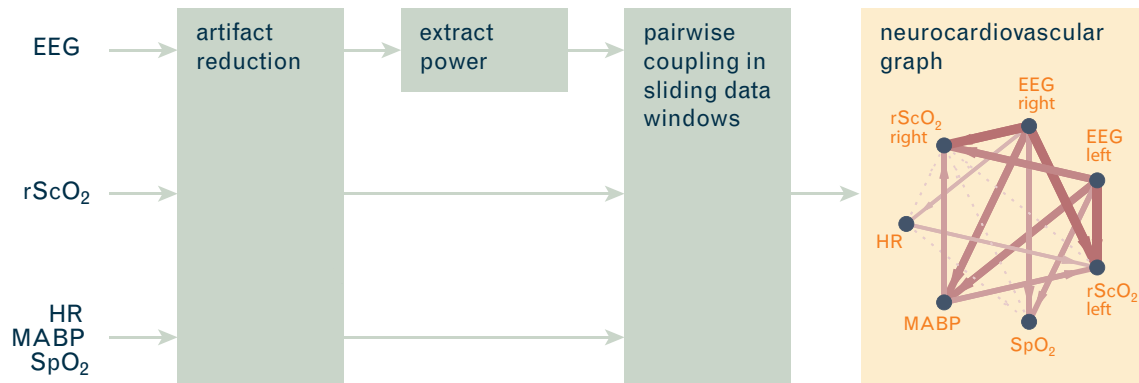 EEG
artifact
reduction
extract
power
pairwise
coupling in
sliding data
windows
neurocardiovascular
graph
EEG
right
rScO₂
right
EEG
left
rScO₂
HR
rScO₂
left
MABP
SpO₂
HR
MABP
SpO₂